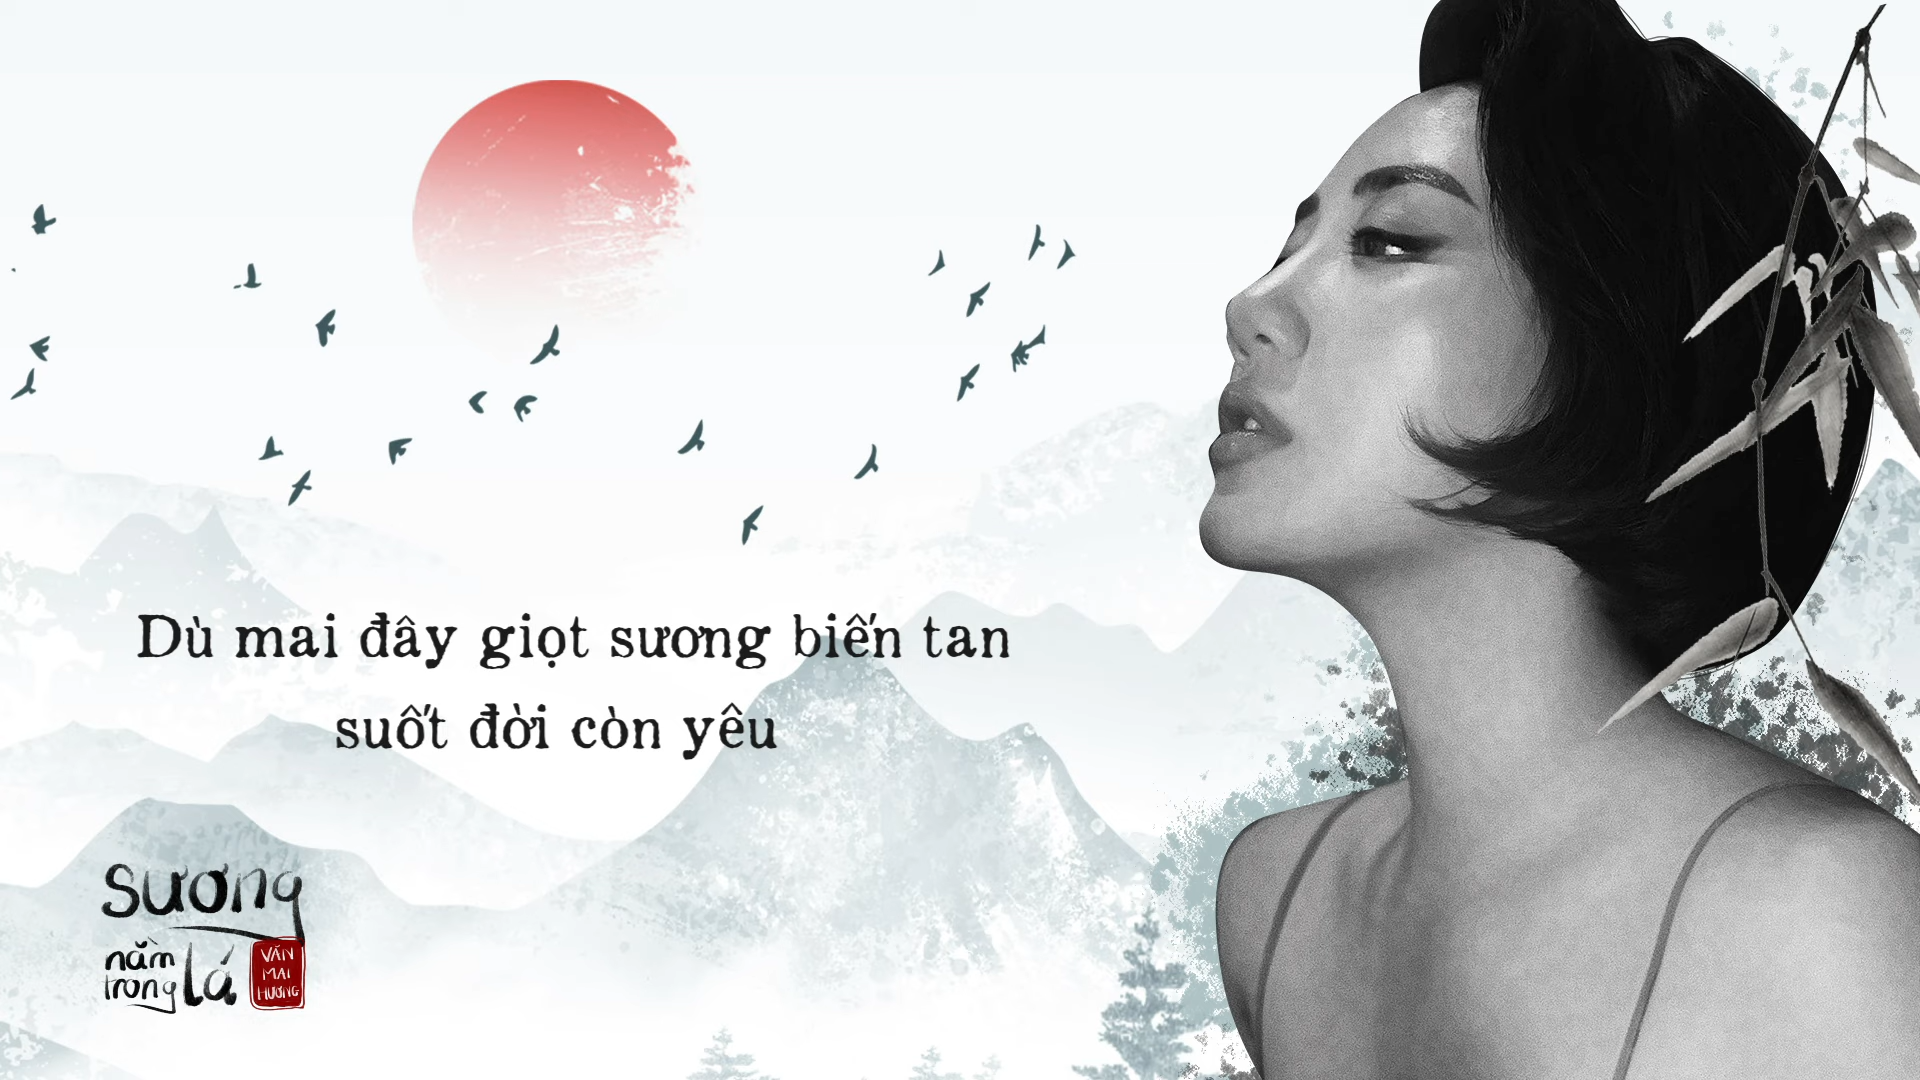 Dù mai đây giọt sương biến tan
suốt đời còn yêu
sương
nằm
trong lá
VĂN
MAI
HƯƠNG